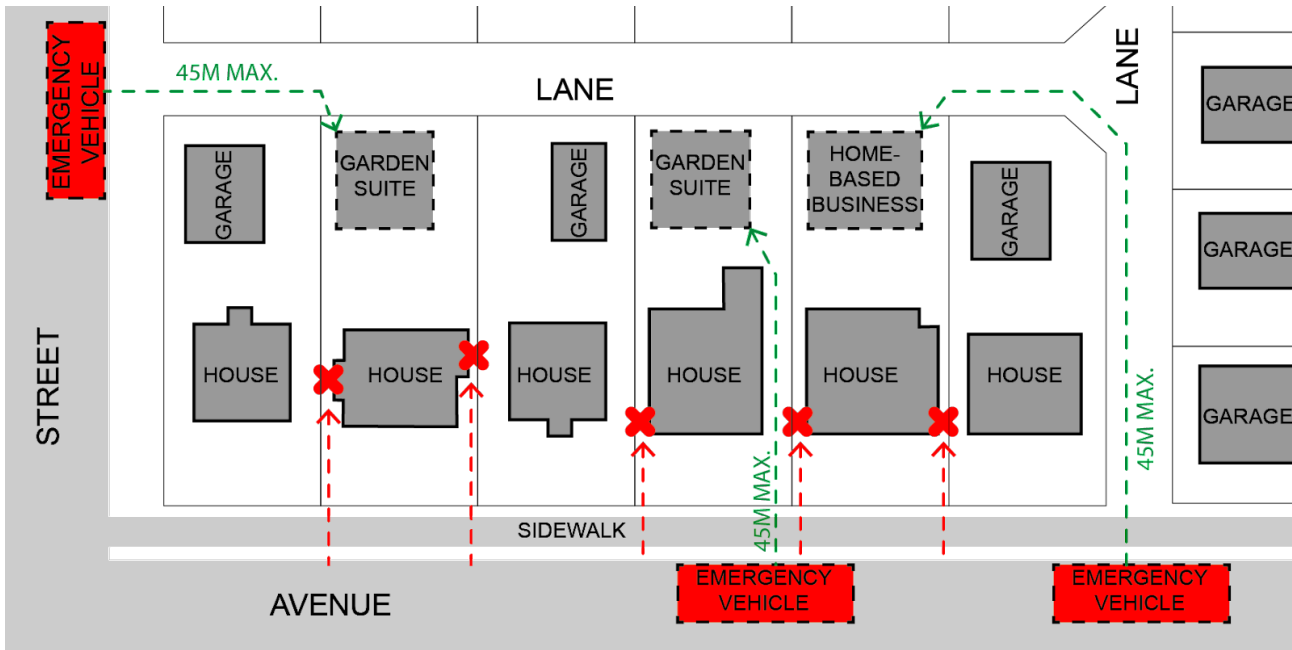 EMERGENCY
VEHICLE
45M MAX.
LANE
LANE
GARAGE
GARAGE
GARDEN
SUITE
GARAGE
GARDEN
SUITE
HOME-
BASED
BUSINESS
GARAGE
GARAGE
STREET
HOUSE
HOUSE
HOUSE
HOUSE
HOUSE
HOUSE
GARAGE
45M MAX.
45M MAX.
SIDEWALK
AVENUE
EMERGENCY
VEHICLE
EMERGENCY
VEHICLE